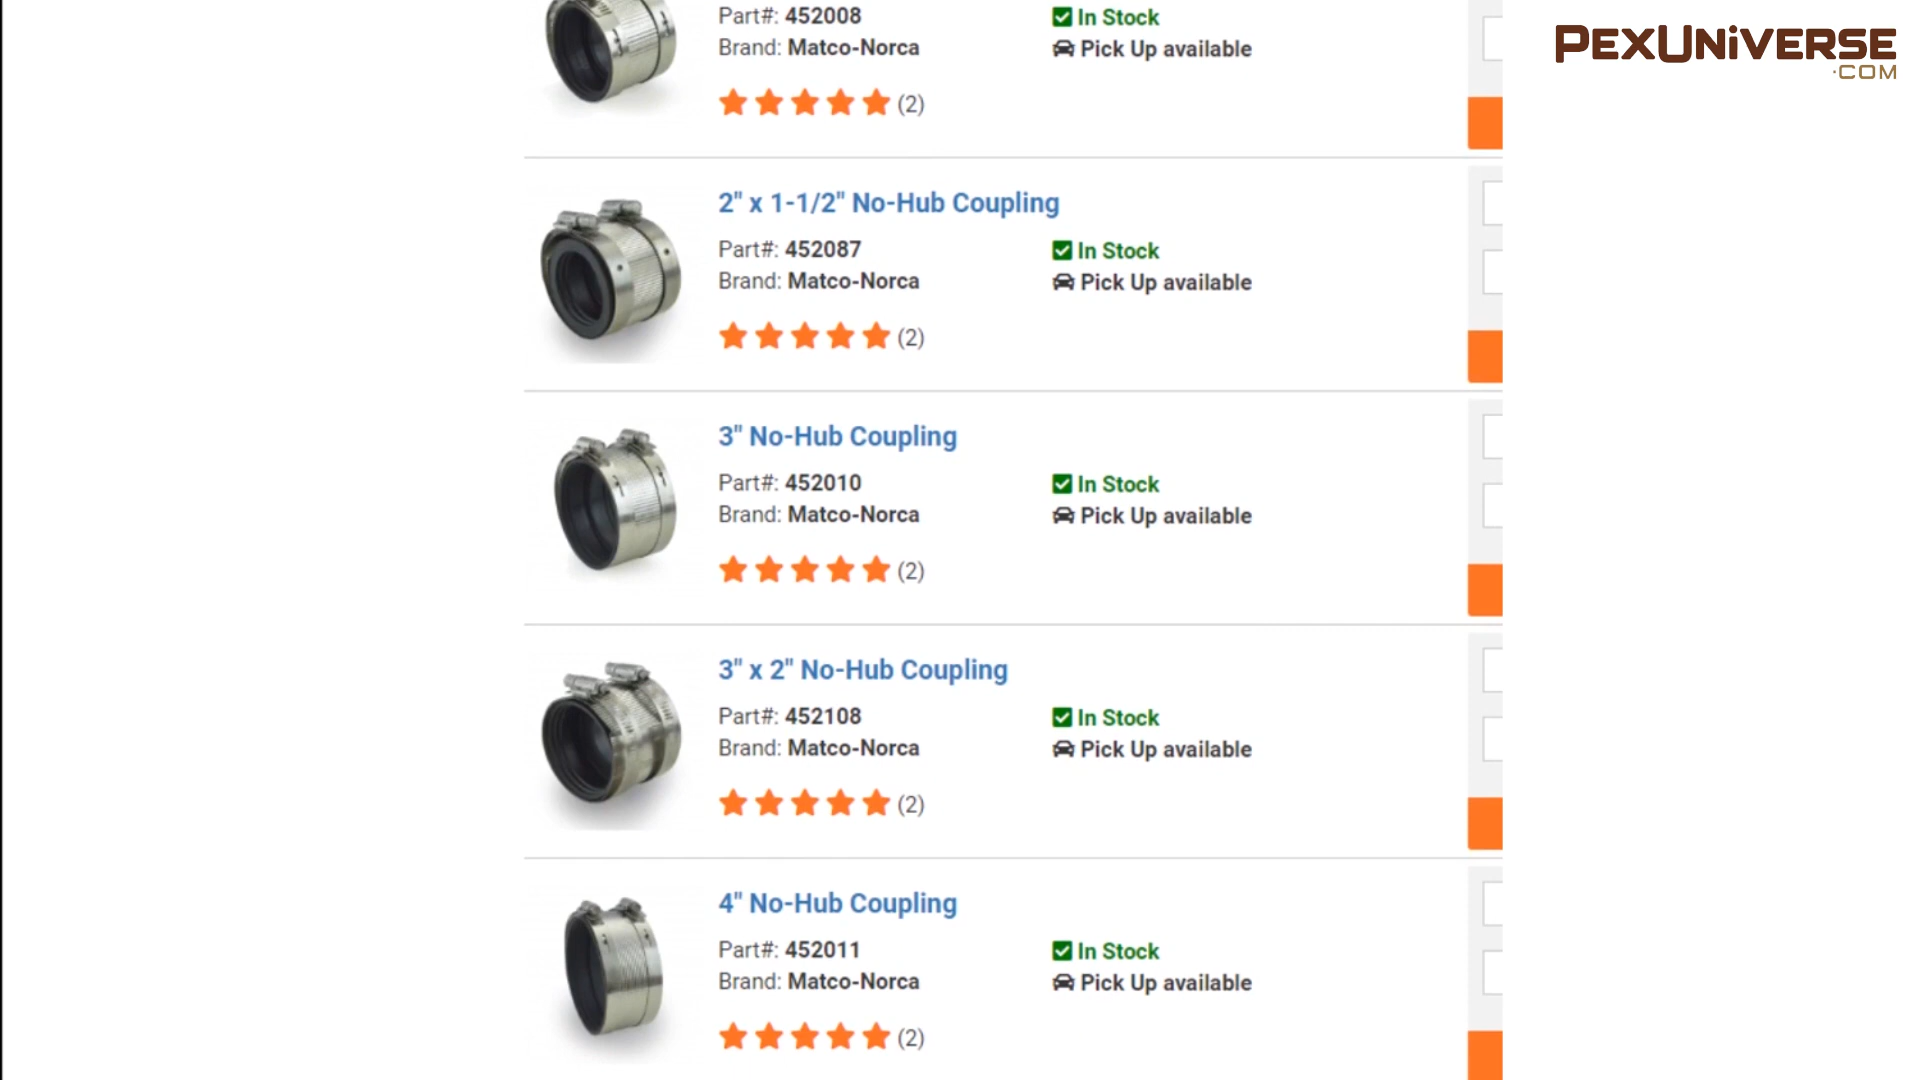 Part#: 452008
In Stock
Brand: Matco-Norca
Pick Up available
(2)
PEXUNiVERSE
.COM
2" x 1-1/2" No-Hub Coupling
Part#: 452087
In Stock
Brand: Matco-Norca
Pick Up available
(2)
3" No-Hub Coupling
Part#: 452010
In Stock
Brand: Matco-Norca
Pick Up available
(2)
3" x 2" No-Hub Coupling
Part#: 452108
In Stock
Brand: Matco-Norca
Pick Up available
(2)
4" No-Hub Coupling
Part#: 452011
In Stock
Brand: Matco-Norca
Pick Up available
(2)